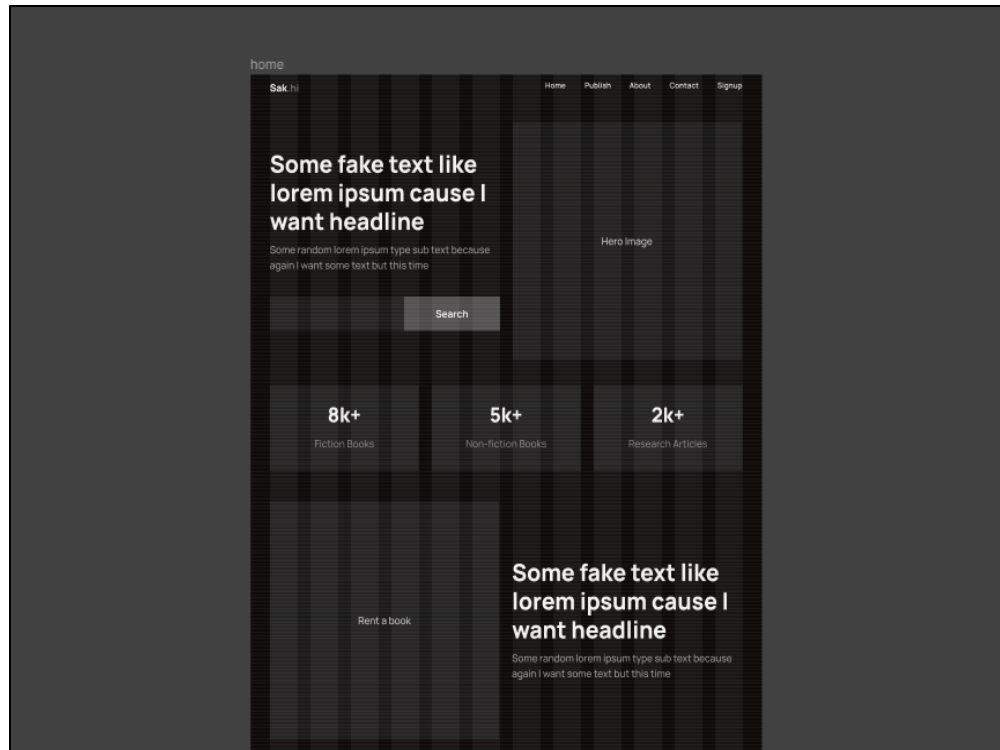 home
Sak.hi
Home Publish About Contact Signup
Some fake text like
lorem ipsum cause I
want headline
Some random lorem ipsum type sub text because
again I want some text but this time
Search
Hero Image
8k+
Fiction Books
5k+
Non-fiction Books
2k+
Research Articles
Rent a book
Some fake text like
lorem ipsum cause I
want headline
Some random lorem ipsum type sub text because
again I want some text but this time